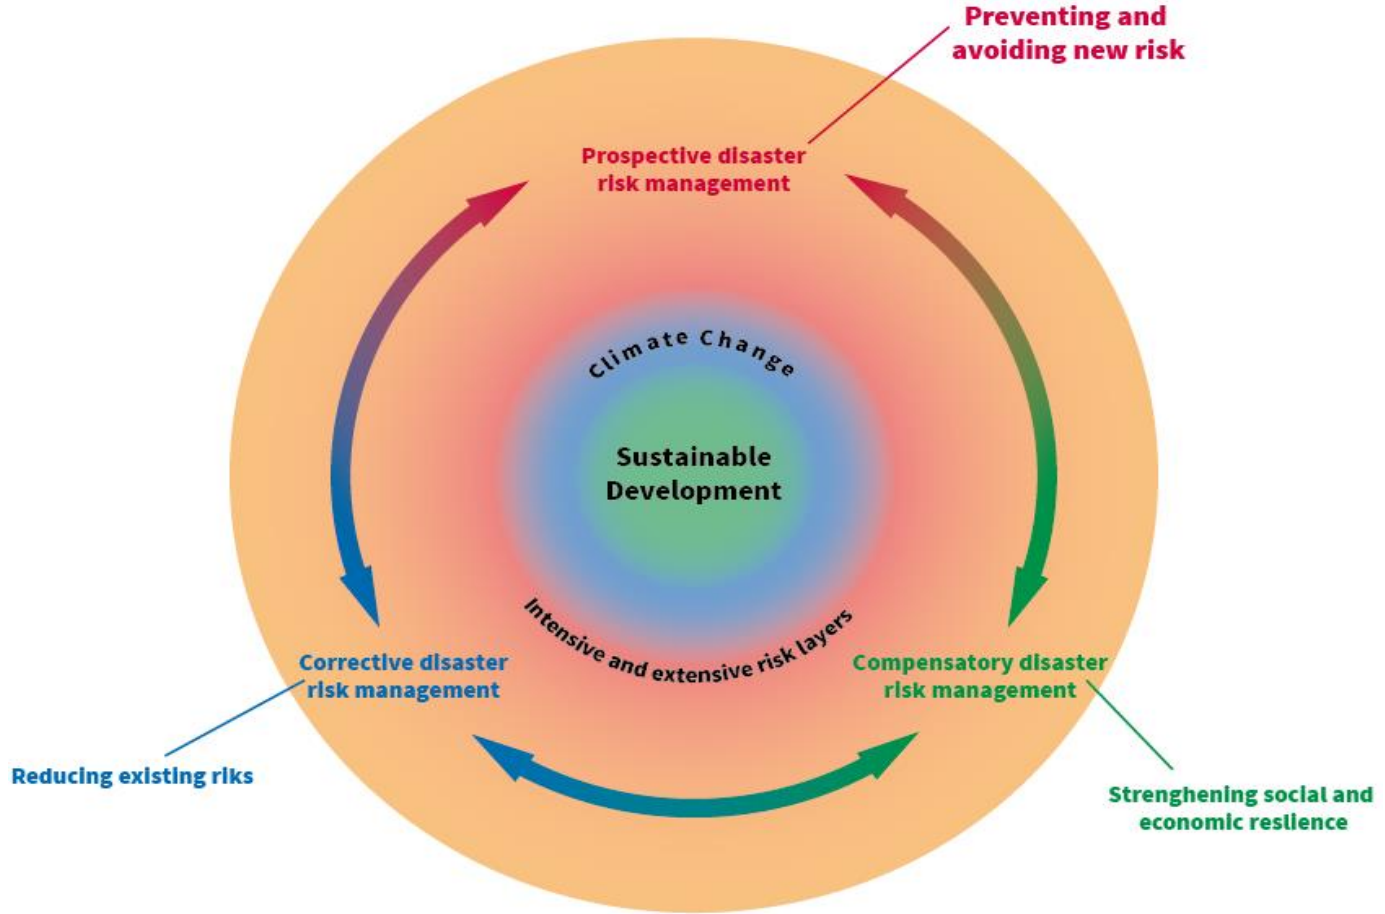 Preventing and
avoiding new risk
Prospective disaster
risk management
Climate Change
Sustainable
Development
Intensive and extensive risk layers
Corrective disaster
risk management
Compensatory disaster
risk management
Reducing existing riks
Strenghening social and
economic reslience